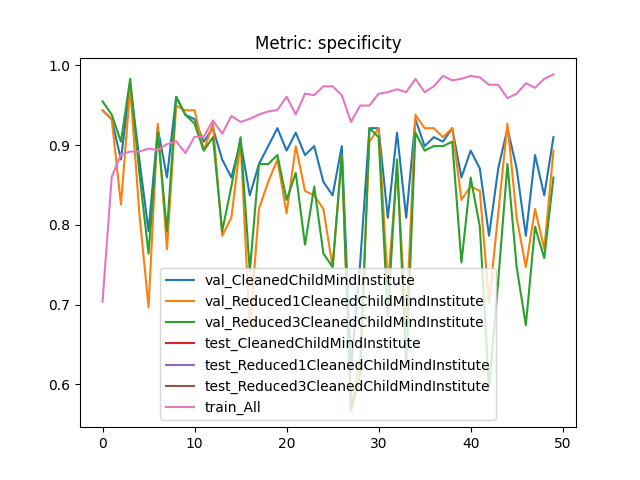 Metric: specificity
1.0
0.9
0.8
0.7
0.6
val_CleanedChildMindInstitute
val_Reduced1CleanedChildMindInstitute
val_Reduced3CleanedChildMindInstitute
test_CleanedChildMindInstitute
test_Reduced1CleanedChildMindInstitute
test_Reduced3CleanedChildMindInstitute
train_All
0 10 20 30 40 50